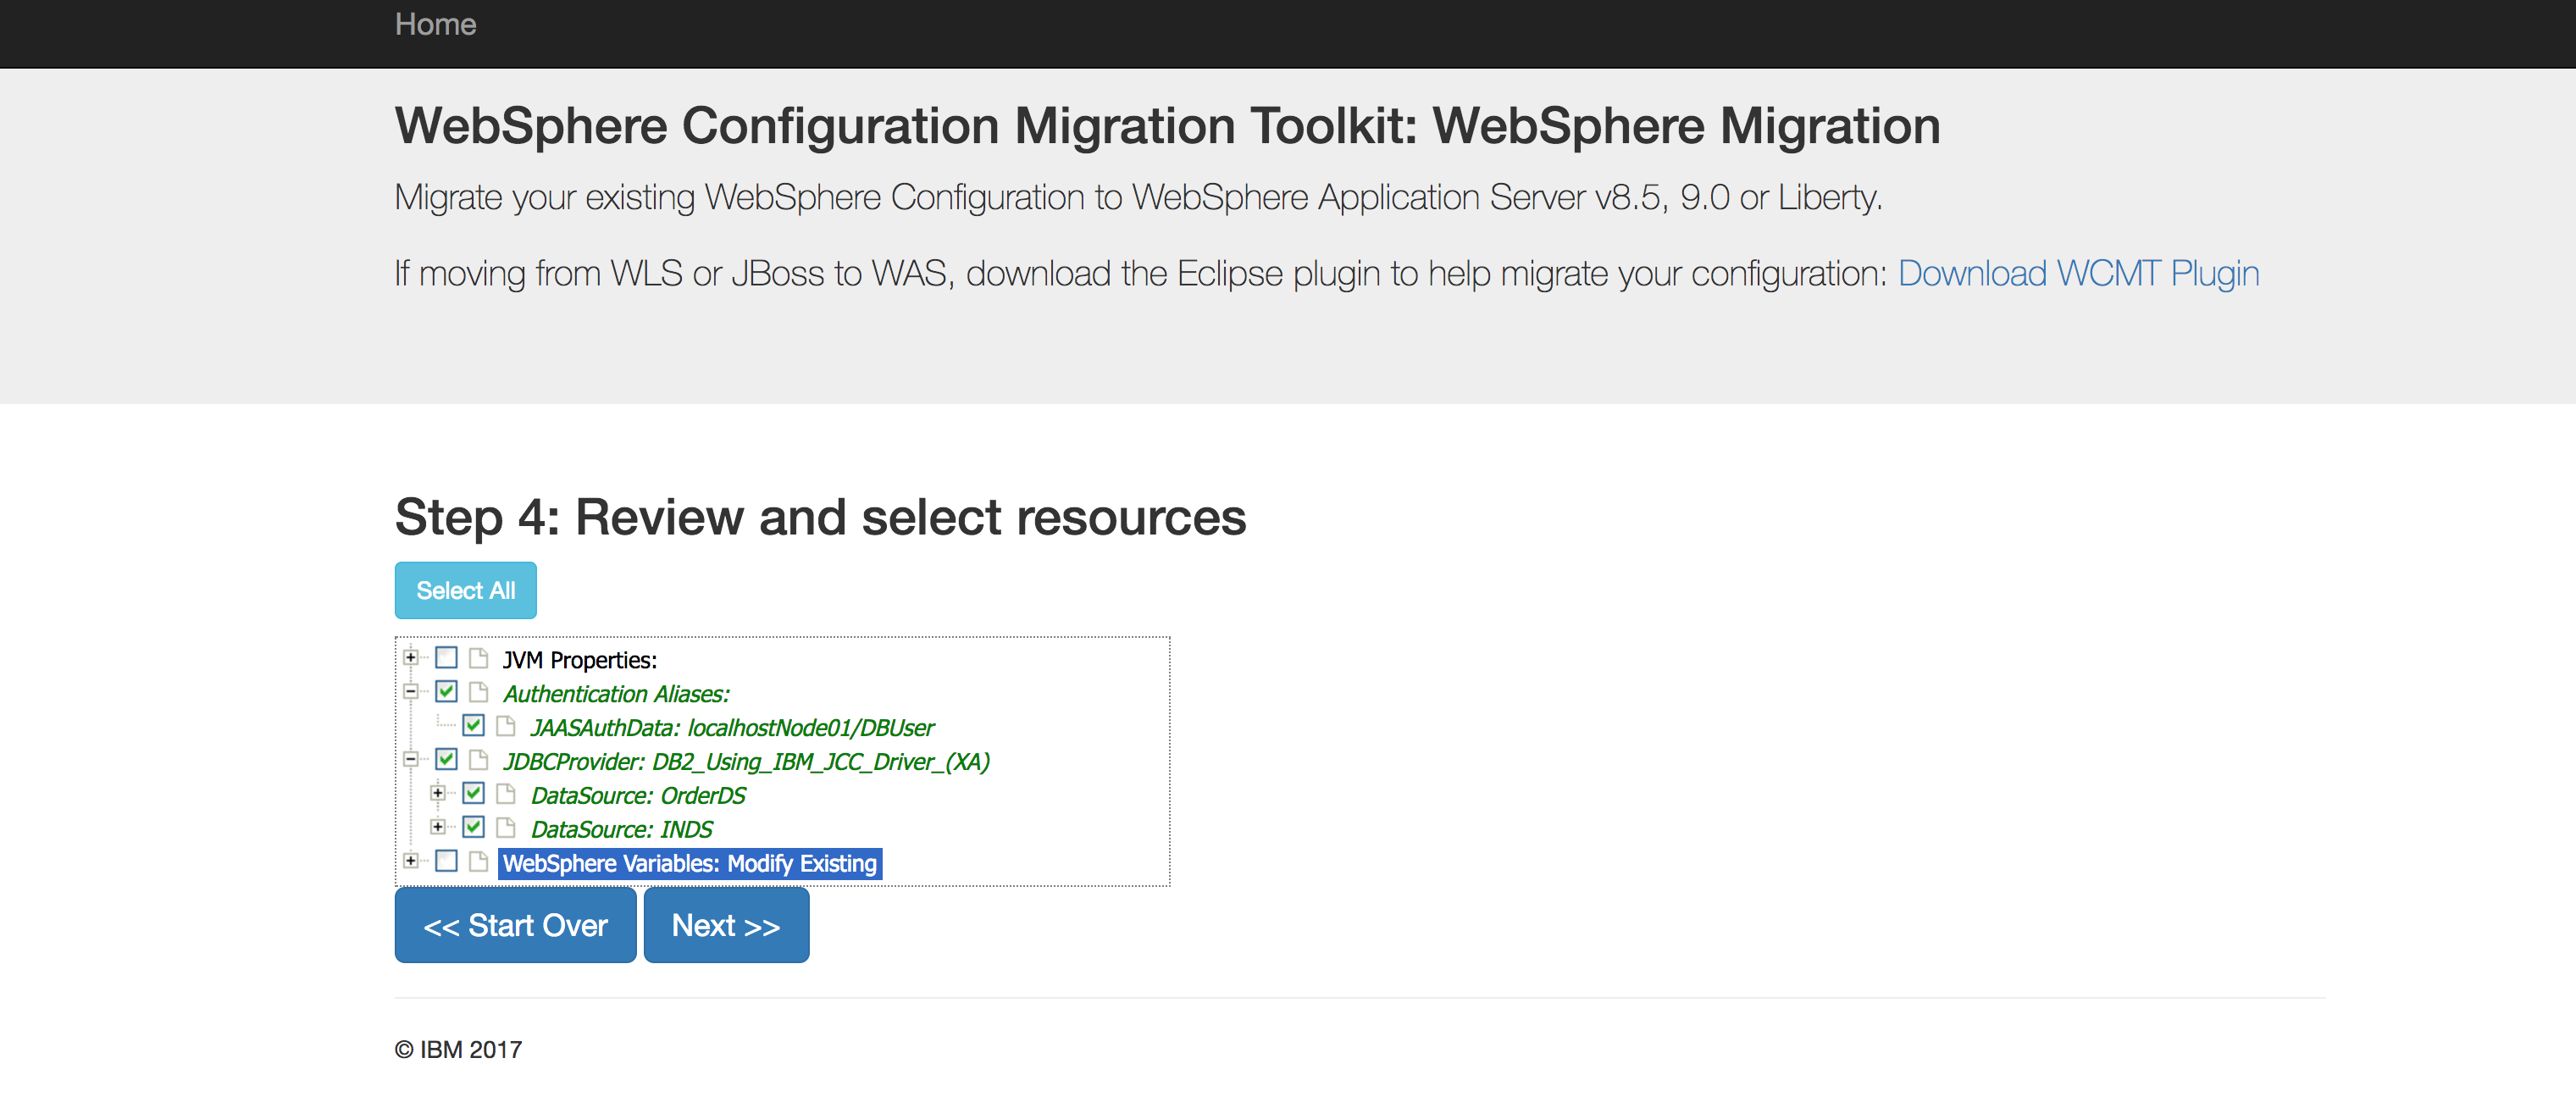 Home
WebSphere Configuration Migration Toolkit: WebSphere Migration
Migrate your existing WebSphere Configuration to WebSphere Application Server v8.5, 9.0 or Liberty.
If moving from WLS or JBoss to WAS, download the Eclipse plugin to help migrate your configuration: Download WCMT Plugin
Step 4: Review and select resources
Select All
JVM Properties:
Authentication Aliases:
JAASAuthData: localhostNode01/DBUser
JDBCProvider: DB2_Using_IBM_JCC_Driver_(XA)
DataSource: OrderDS
DataSource: INDS
WebSphere Variables: Modify Existing
<< Start Over Next >>
© IBM 2017